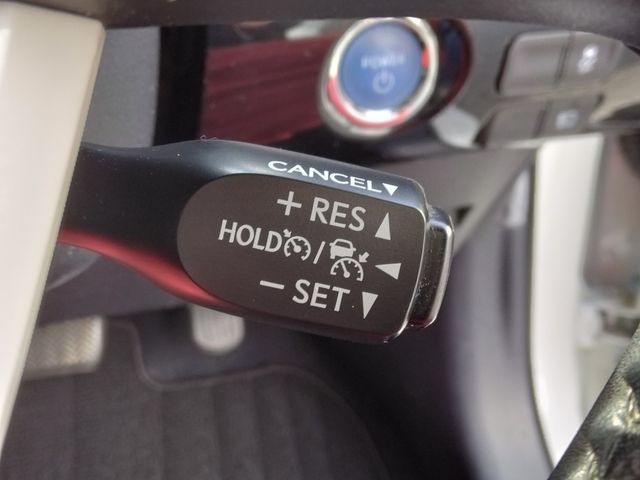 POWER
CANCEL▼
+ RES ▲
HOLD / ◄
− SET ▼